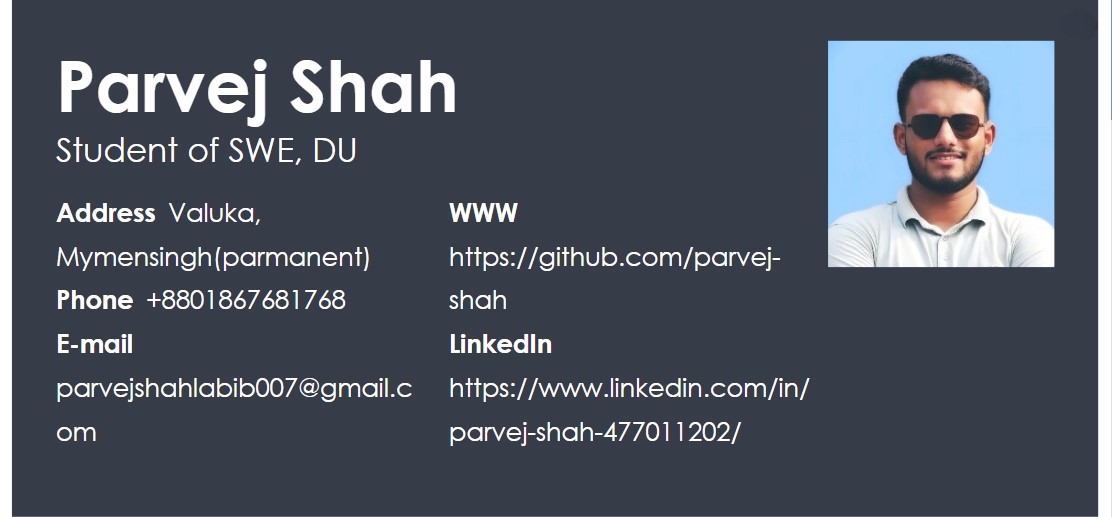 Parvej Shah
Student of SWE, DU
Address Valuka,
Mymensingh(parmanent)
Phone +8801867681768
E-mail
parvejshahlabib007@gmail.c
om
WWW
https://github.com/parvej-
shah
LinkedIn
https://www.linkedin.com/in/
parvej-shah-477011202/